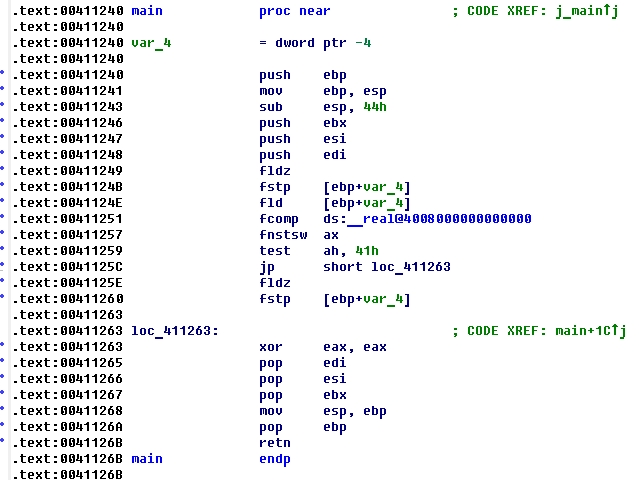 .text:00411240 main proc near ; CODE XREF: j_main↑j
.text:00411240
.text:00411240 var_4 = dword ptr -4
.text:00411240
.text:00411240 push ebp
.text:00411241 mov ebp, esp
.text:00411243 sub esp, 44h
.text:00411246 push ebx
.text:00411247 push esi
.text:00411248 push edi
.text:00411249 fldz
.text:0041124B fstp [ebp+var_4]
.text:0041124E fld [ebp+var_4]
.text:00411251 fcomp ds:__real@4008000000000000
.text:00411257 fnstsw ax
.text:00411259 test ah, 41h
.text:0041125C jp short loc_411263
.text:0041125E fldz
.text:00411260 fstp [ebp+var_4]
.text:00411263
.text:00411263 loc_411263: ; CODE XREF: main+1C↑j
.text:00411263 xor eax, eax
.text:00411265 pop edi
.text:00411266 pop esi
.text:00411267 pop ebx
.text:00411268 mov esp, ebp
.text:0041126A pop ebp
.text:0041126B retn
.text:0041126B main endp
.text:0041126B